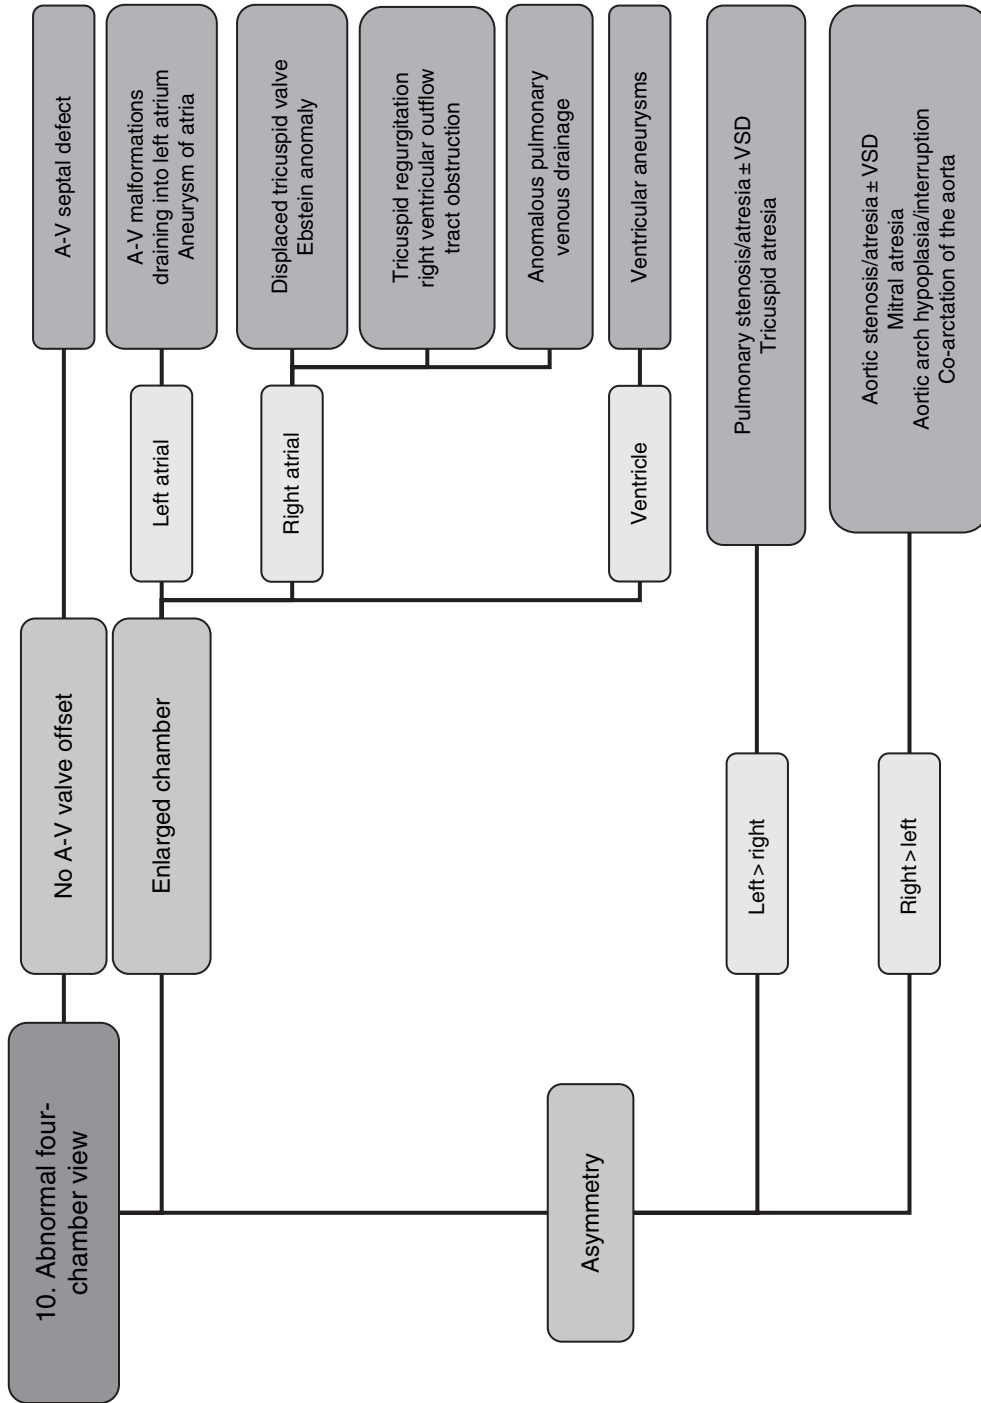 10. Abnormal four-
chamber view
No A-V valve offset
A-V septal defect
Enlarged chamber
Left atrial
A-V malformations
draining into left atrium
Aneurysm of atria
Right atrial
Displaced tricuspid valve
Ebstein anomaly
Tricuspid regurgitation
right ventricular outflow
tract obstruction
Anomalous pulmonary
venous drainage
Ventricle
Ventricular aneurysms
Asymmetry
Left > right
Pulmonary stenosis/atresia ± VSD
Tricuspid atresia
Right > left
Aortic stenosis/atresia ± VSD
Mitral atresia
Aortic arch hypoplasia/interruption
Co-arctation of the aorta